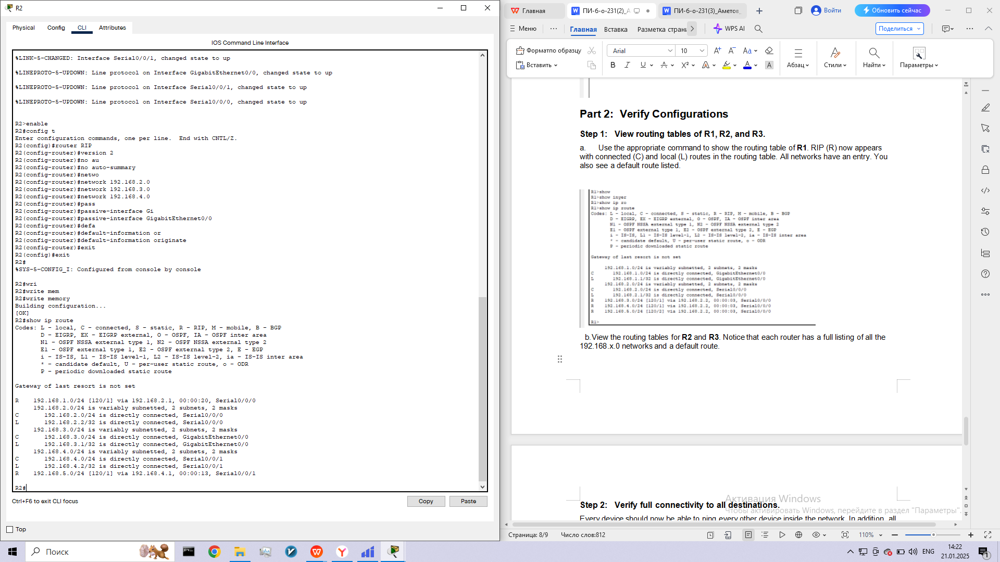 R2
Physical Config CLI Attributes
IOS Command Line Interface
%LINK-5-CHANGED: Interface Serial0/0/1, changed state to up
%LINEPROTO-5-UPDOWN: Line protocol on Interface GigabitEthernet0/0, changed state to up
%LINEPROTO-5-UPDOWN: Line protocol on Interface Serial0/0/1, changed state to up
%LINEPROTO-5-UPDOWN: Line protocol on Interface Serial0/0/0, changed state to up
R2>enable
R2#config t
Enter configuration commands, one per line.  End with CNTL/Z.
R2(config)#router RIP
R2(config-router)#version 2
R2(config-router)#no au
R2(config-router)#no auto-summary
R2(config-router)#netwo
R2(config-router)#network 192.168.2.0
R2(config-router)#network 192.168.3.0
R2(config-router)#network 192.168.4.0
R2(config-router)#pass
R2(config-router)#passive-interface Gi
R2(config-router)#passive-interface GigabitEthernet0/0
R2(config-router)#defa
R2(config-router)#default-information or
R2(config-router)#default-information originate
R2(config-router)#exit
R2(config)#exit
R2#
%SYS-5-CONFIG_I: Configured from console by console
R2#wri
R2#write mem
R2#write memory
Building configuration...
[OK]
R2#show ip route
Codes: L - local, C - connected, S - static, R - RIP, M - mobile, B - BGP
D - EIGRP, EX - EIGRP external, O - OSPF, IA - OSPF inter area
N1 - OSPF NSSA external type 1, N2 - OSPF NSSA external type 2
E1 - OSPF external type 1, E2 - OSPF external type 2, E - EGP
i - IS-IS, L1 - IS-IS level-1, L2 - IS-IS level-2, ia - IS-IS inter area
* - candidate default, U - per-user static route, o - ODR
P - periodic downloaded static route
Gateway of last resort is not set
R    192.168.1.0/24 [120/1] via 192.168.2.1, 00:00:20, Serial0/0/0
192.168.2.0/24 is variably subnetted, 2 subnets, 2 masks
C       192.168.2.0/24 is directly connected, Serial0/0/0
L       192.168.2.2/32 is directly connected, Serial0/0/0
192.168.3.0/24 is variably subnetted, 2 subnets, 2 masks
C       192.168.3.0/24 is directly connected, GigabitEthernet0/0
L       192.168.3.1/32 is directly connected, GigabitEthernet0/0
192.168.4.0/24 is variably subnetted, 2 subnets, 2 masks
C       192.168.4.0/24 is directly connected, Serial0/0/1
L       192.168.4.2/32 is directly connected, Serial0/0/1
R    192.168.5.0/24 [120/1] via 192.168.4.1, 00:00:13, Serial0/0/1
R2#
Ctrl+F6 to exit CLI focus
Copy Paste
Top
Главная ПИ-6-о-231(2)_А ПИ-6-о-231(3)_Аметов_ Войти Обновить сейчас
Меню Главная Вставка Разметка страни WPS AI Поделиться
Формат по образцу Arial 10
Вставить Абзац Стили Найти Параметры
Part 2: Verify Configurations
Step 1: View routing tables of R1, R2, and R3.
a. Use the appropriate command to show the routing table of R1. RIP (R) now appears
with connected (C) and local (L) routes in the routing table. All networks have an entry. You
also see a default route listed.
R1>show
R1>show inyer
R1>show ip ro
R1>show ip route
Codes: L - local, C - connected, S - static, R - RIP, M - mobile, B - BGP
D - EIGRP, EX - EIGRP external, O - OSPF, IA - OSPF inter area
N1 - OSPF NSSA external type 1, N2 - OSPF NSSA external type 2
E1 - OSPF external type 1, E2 - OSPF external type 2, E - EGP
i - IS-IS, L1 - IS-IS level-1, L2 - IS-IS level-2, ia - IS-IS inter area
* - candidate default, U - per-user static route, o - ODR
P - periodic downloaded static route
Gateway of last resort is not set
192.168.1.0/24 is variably subnetted, 2 subnets, 2 masks
C       192.168.1.0/24 is directly connected, GigabitEthernet0/0
L       192.168.1.1/32 is directly connected, GigabitEthernet0/0
192.168.2.0/24 is variably subnetted, 2 subnets, 2 masks
C       192.168.2.0/24 is directly connected, Serial0/0/0
L       192.168.2.1/32 is directly connected, Serial0/0/0
R    192.168.3.0/24 [120/1] via 192.168.2.2, 00:00:03, Serial0/0/0
R    192.168.4.0/24 [120/1] via 192.168.2.2, 00:00:03, Serial0/0/0
R    192.168.5.0/24 [120/2] via 192.168.2.2, 00:00:03, Serial0/0/0
R1>
b.View the routing tables for R2 and R3. Notice that each router has a full listing of all the
192.168.x.0 networks and a default route.
Step 2: Verify full connectivity to all destinations.
Every device should now be able to ping every other device inside the network. In addition, all
Активация Windows
Чтобы активировать Windows, перейдите в раздел "Параметры".
Страница: 8/9 Число слов:812 110%
Поиск ENG 14:22
21.01.2025
1